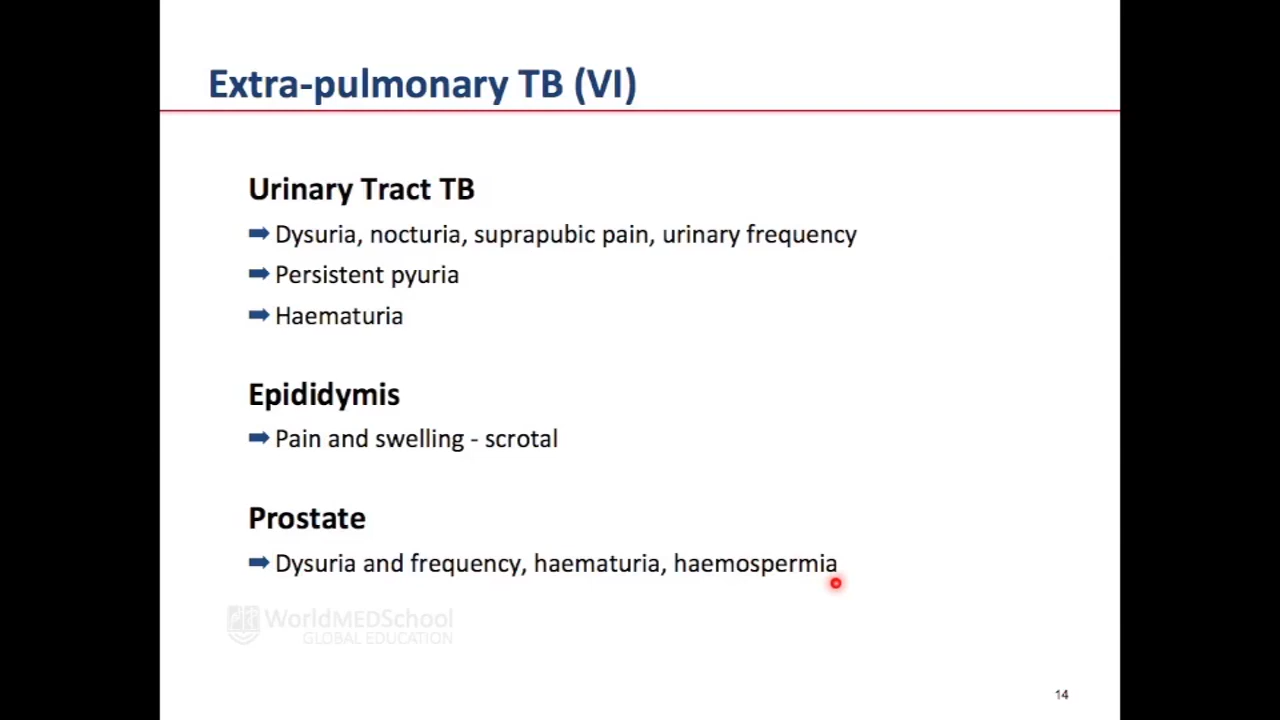 Extra-pulmonary TB (VI)
Urinary Tract TB
Dysuria, nocturia, suprapubic pain, urinary frequency
Persistent pyuria
Haematuria
Epididymis
Pain and swelling - scrotal
Prostate
Dysuria and frequency, haematuria, haemospermia
WorldMEDSchool
GLOBAL EDUCATION
14